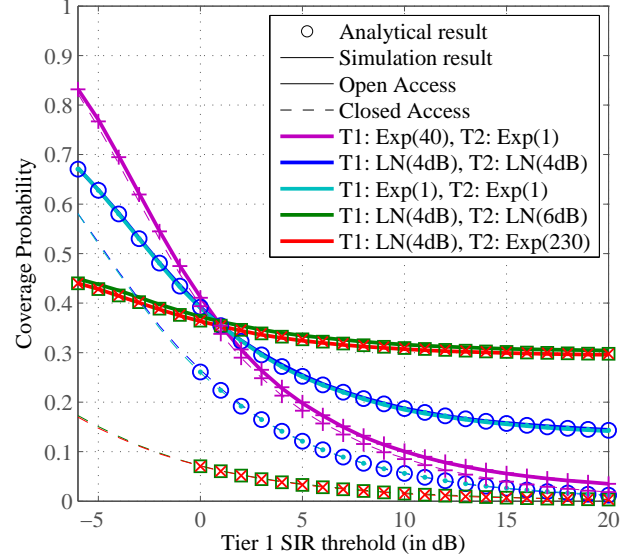 1
0.9
0.8
0.7
0.6
0.5
0.4
0.3
0.2
0.1
0
Coverage Probability
Analytical result
Simulation result
Open Access
Closed Access
T1: Exp(40), T2: Exp(1)
T1: LN(4dB), T2: LN(4dB)
T1: Exp(1), T2: Exp(1)
T1: LN(4dB), T2: LN(6dB)
T1: LN(4dB), T2: Exp(230)
−5 0 5 10 15 20
Tier 1 SIR threhold (in dB)